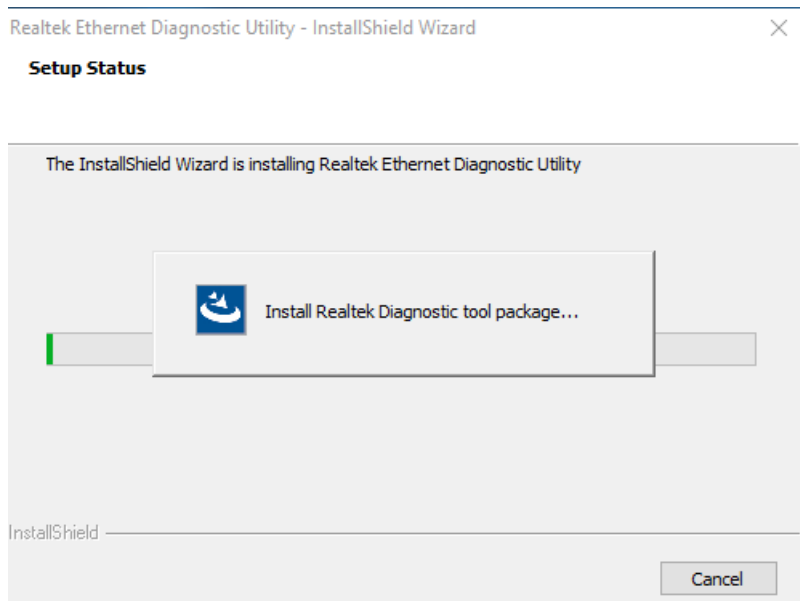 Realtek Ethernet Diagnostic Utility - InstallShield Wizard
Setup Status
The InstallShield Wizard is installing Realtek Ethernet Diagnostic Utility
Install Realtek Diagnostic tool package...
InstallShield
Cancel